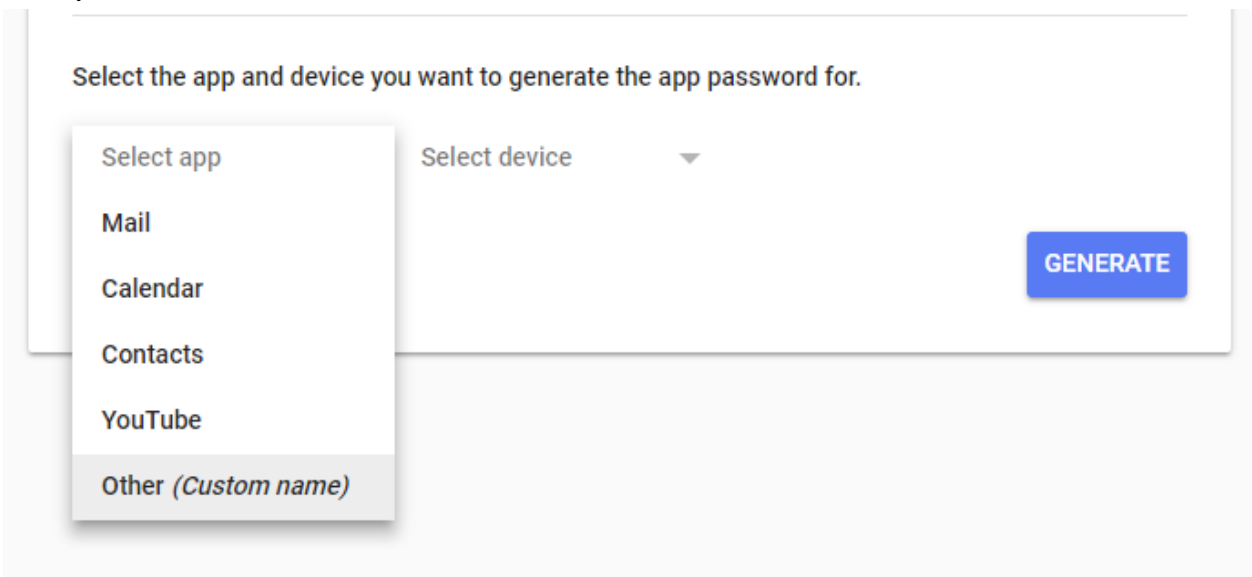 Select the app and device you want to generate the app password for.
Select app
Select device
Mail
Calendar
Contacts
YouTube
Other (Custom name)
GENERATE